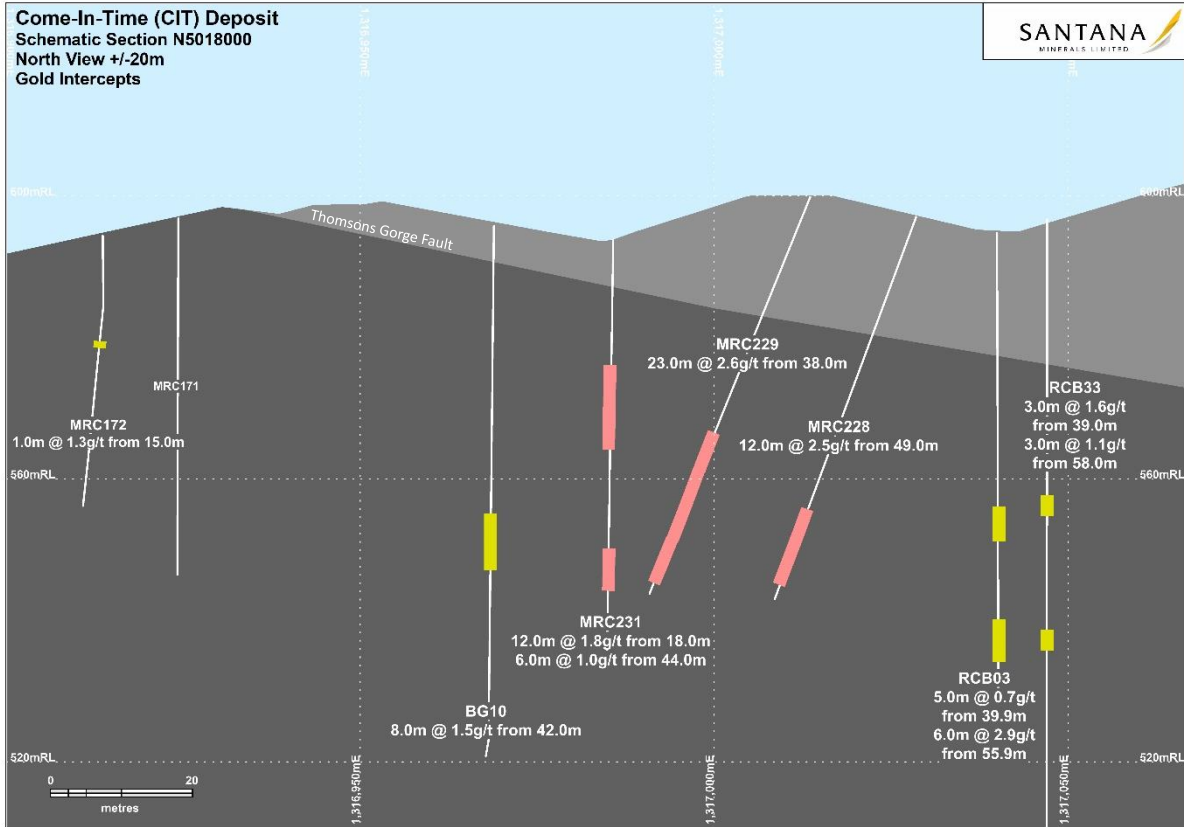 Come-In-Time (CIT) Deposit
Schematic Section N5018000
North View +/-20m
Gold Intercepts
SANTANA
MINERALS LIMITED
1,316,950mE
1,317,000mE
600mRL
600mRL
Thomsons Gorge Fault
MRC229
23.0m @ 2.6g/t from 38.0m
MRC171
RCB33
3.0m @ 1.6g/t
from 39.0m
3.0m @ 1.1g/t
from 58.0m
MRC172
1.0m @ 1.3g/t from 15.0m
MRC228
12.0m @ 2.5g/t from 49.0m
560mRL
560mRL
MRC231
12.0m @ 1.8g/t from 18.0m
6.0m @ 1.0g/t from 44.0m
RCB03
5.0m @ 0.7g/t
from 39.9m
6.0m @ 2.9g/t
from 55.9m
BG10
8.0m @ 1.5g/t from 42.0m
520mRL
520mRL
0 20
metres
1,316,950mE
1,317,000mE
1,317,050mE